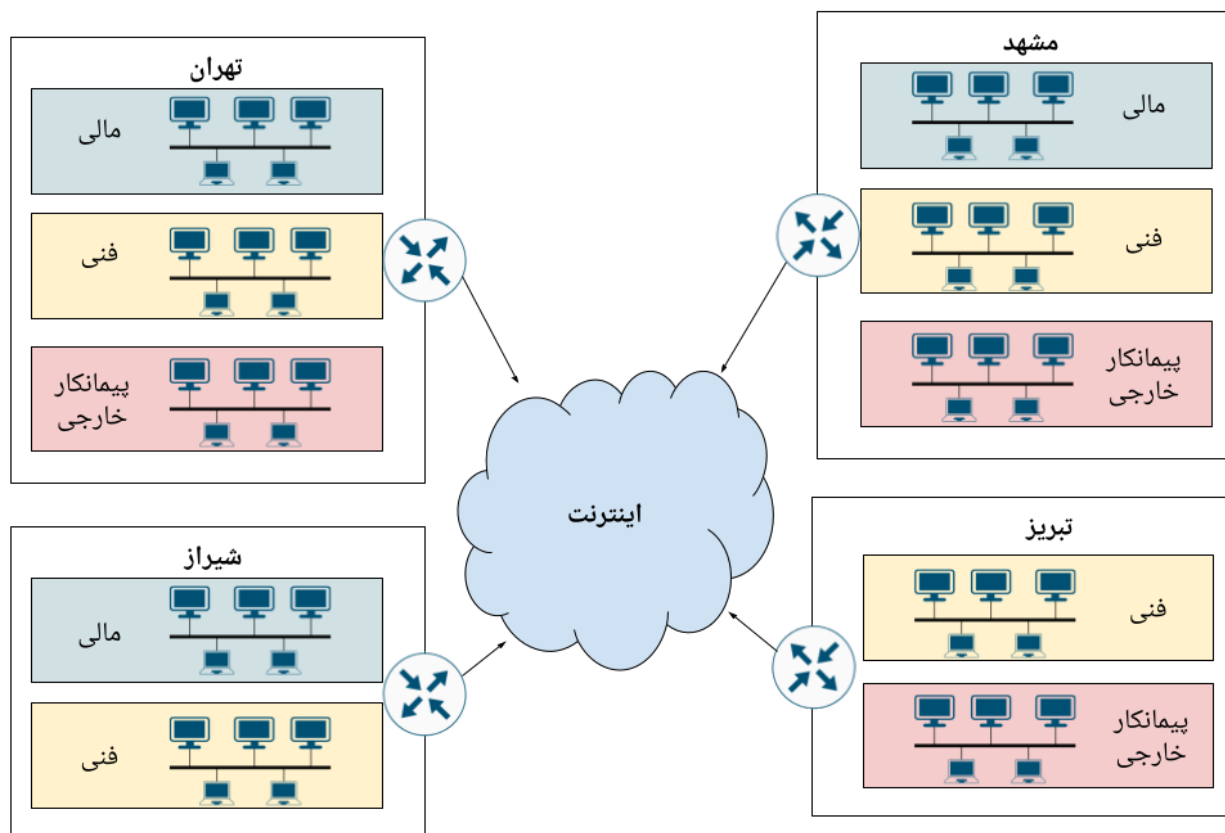 تهران
مالی
فنی
پیمانکار
خارجی
مشهد
مالی
فنی
پیمانکار
خارجی
اینترنت
شیراز
مالی
فنی
تبریز
فنی
پیمانکار
خارجی